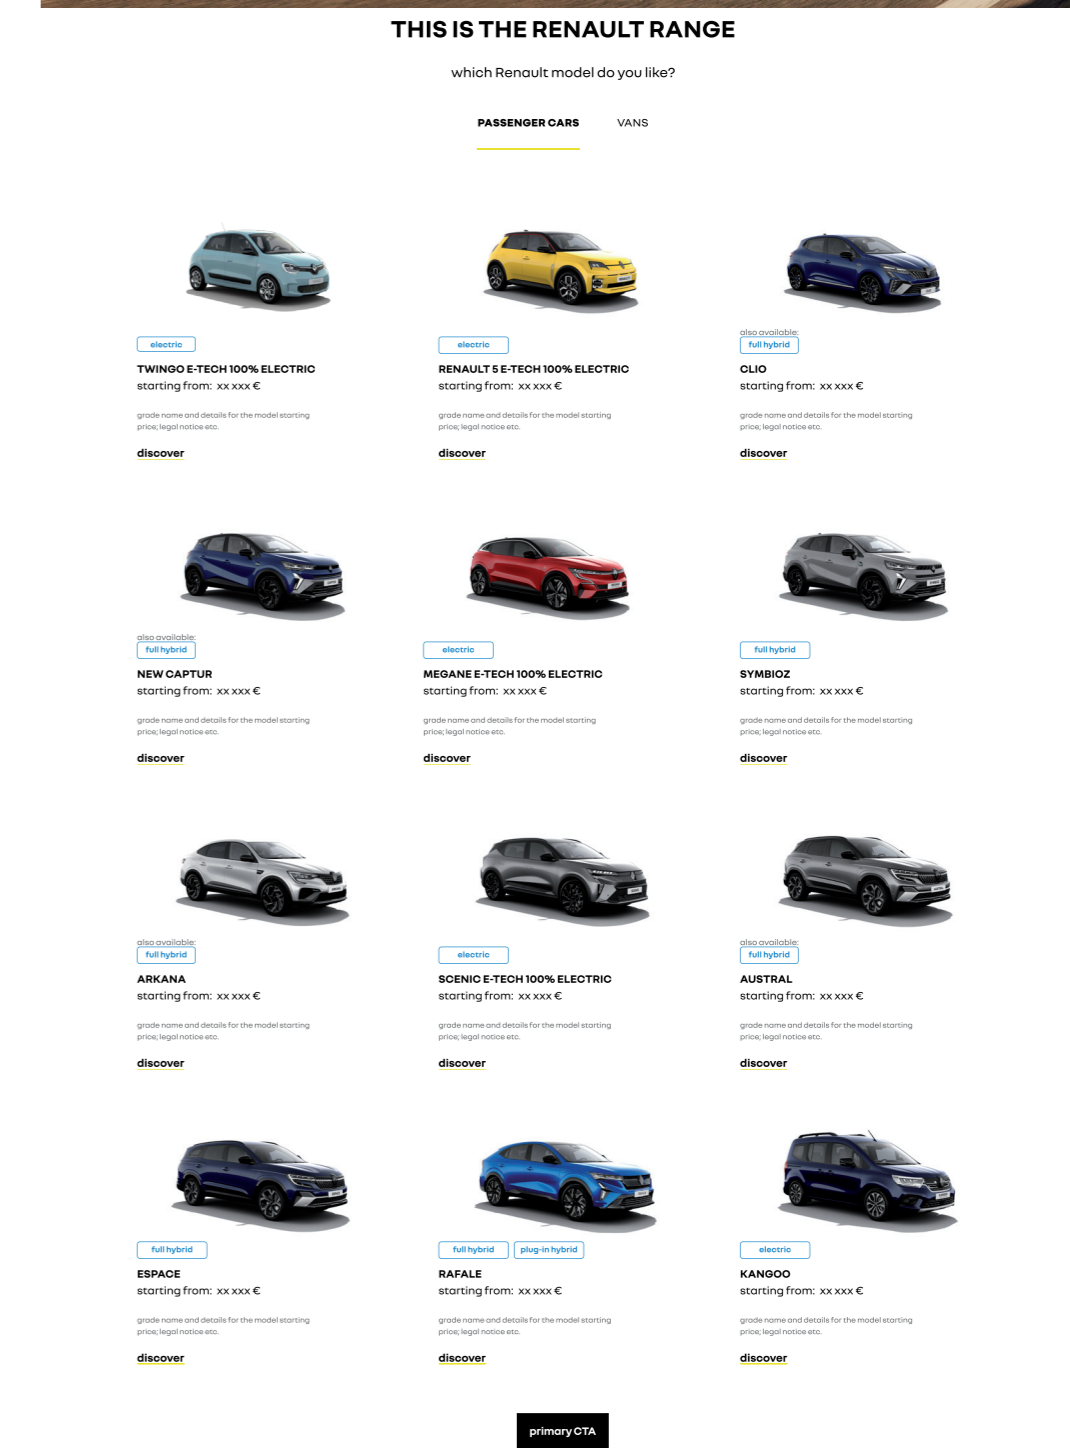 THIS IS THE RENAULT RANGE
which Renault model do you like?
PASSENGER CARS
VANS
electric
TWINGO E-TECH 100% ELECTRIC
starting from: xx xxx €
grade name and details for the model starting
price; legal notice etc.
discover
electric
RENAULT 5 E-TECH 100% ELECTRIC
starting from: xx xxx €
grade name and details for the model starting
price; legal notice etc.
discover
also available:
full hybrid
CLIO
starting from: xx xxx €
grade name and details for the model starting
price; legal notice etc.
discover
also available:
full hybrid
NEW CAPTUR
starting from: xx xxx €
grade name and details for the model starting
price; legal notice etc.
discover
electric
MEGANE E-TECH 100% ELECTRIC
starting from: xx xxx €
grade name and details for the model starting
price; legal notice etc.
discover
full hybrid
SYMBIOZ
starting from: xx xxx €
grade name and details for the model starting
price; legal notice etc.
discover
also available:
full hybrid
ARKANA
starting from: xx xxx €
grade name and details for the model starting
price; legal notice etc.
discover
electric
SCENIC E-TECH 100% ELECTRIC
starting from: xx xxx €
grade name and details for the model starting
price; legal notice etc.
discover
also available:
full hybrid
AUSTRAL
starting from: xx xxx €
grade name and details for the model starting
price; legal notice etc.
discover
full hybrid
ESPACE
starting from: xx xxx €
grade name and details for the model starting
price; legal notice etc.
discover
full hybrid plug-in hybrid
RAFALE
starting from: xx xxx €
grade name and details for the model starting
price; legal notice etc.
discover
electric
KANGOO
starting from: xx xxx €
grade name and details for the model starting
price; legal notice etc.
discover
primary CTA